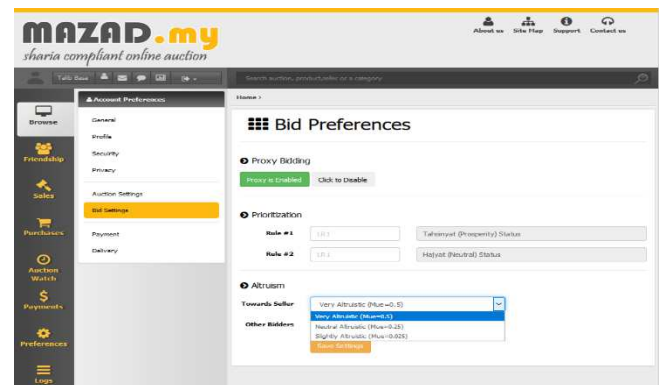 MAZAD.my
sharia compliant online auction
About us Site Map Support Contact us
Search auction, product,seller or a category
Browse
Friendship
Sales
Purchases
Auction
Watch
Payments
Preferences
Logs
Account Preferences
General
Profile
Security
Privacy
Auction Settings
Bid Settings
Payment
Delivery
Home >
Bid Preferences
Proxy Bidding
Proxy is Enabled Click to Disable
Prioritization
Rule #1 Tahsinyat (Prosperity) Status
Rule #2 Hajyat (Neutral) Status
Altruism
Towards Seller Very Altruistic (Mue=0.5)
Very Altruistic (Mue=0.5)
Other Bidders Neutral Altruistic (Mue=0.25)
Slightly Altruistic (Mue=0.025)
Save Settings